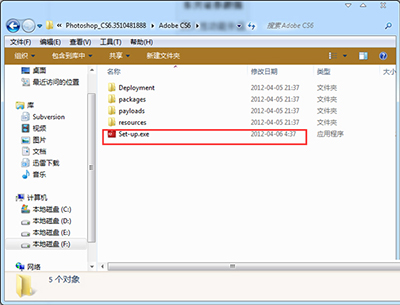 Photoshop_CS6.3510481888 ▸ Adobe CS6
搜索 Adobe CS6
文件(F) 编辑(E) 查看(V) 工具(T) 帮助(H)
组织 包含到库中 共享 新建文件夹
桌面
最近访问的位置
库
Subversion
视频
图片
文档
迅雷下载
音乐
计算机
本地磁盘 (C:)
本地磁盘 (D:)
本地磁盘 (E:)
本地磁盘 (F:)
网络
名称 修改日期 类型
Deployment 2012-04-05 21:37 文件夹
packages 2012-04-05 21:37 文件夹
payloads 2012-04-05 21:37 文件夹
resources 2012-04-05 21:37 文件夹
Set-up.exe 2012-04-06 4:37 应用程序
5 个对象